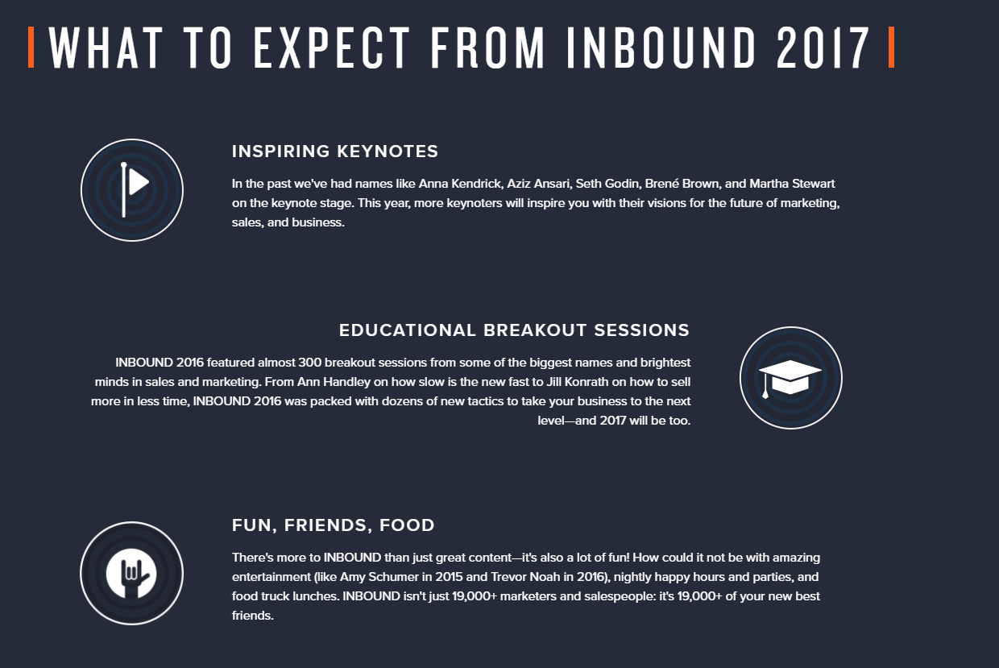 WHAT TO EXPECT FROM INBOUND 2017
INSPIRING KEYNOTES
In the past we've had names like Anna Kendrick, Aziz Ansari, Seth Godin, Brené Brown, and Martha Stewart
on the keynote stage. This year, more keynoters will inspire you with their visions for the future of marketing,
sales, and business.
EDUCATIONAL BREAKOUT SESSIONS
INBOUND 2016 featured almost 300 breakout sessions from some of the biggest names and brightest
minds in sales and marketing. From Ann Handley on how slow is the new fast to Jill Konrath on how to sell
more in less time, INBOUND 2016 was packed with dozens of new tactics to take your business to the next
level—and 2017 will be too.
FUN, FRIENDS, FOOD
There's more to INBOUND than just great content—it's also a lot of fun! How could it not be with amazing
entertainment (like Amy Schumer in 2015 and Trevor Noah in 2016), nightly happy hours and parties, and
food truck lunches. INBOUND isn't just 19,000+ marketers and salespeople: it's 19,000+ of your new best
friends.